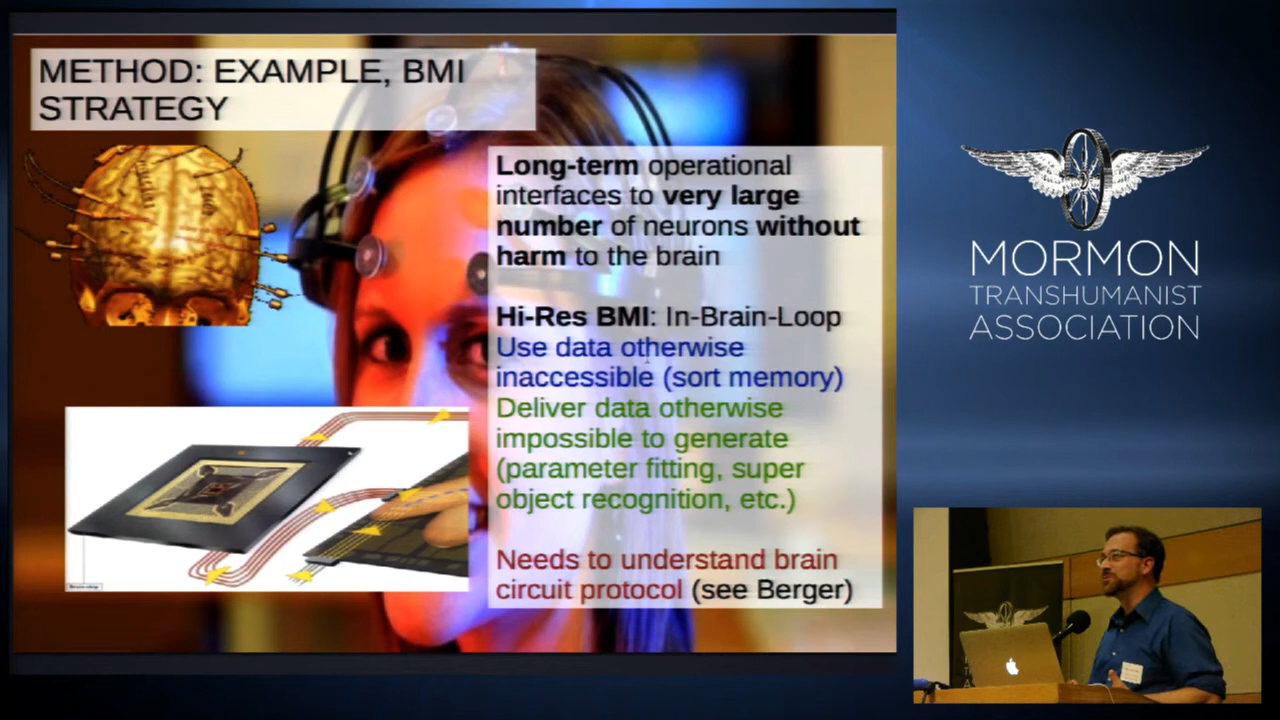 METHOD: EXAMPLE, BMI
STRATEGY
Long-term operational
interfaces to very large
number of neurons without
harm to the brain
Hi-Res BMI: In-Brain-Loop
Use data otherwise
inaccessible (sort memory)
Deliver data otherwise
impossible to generate
(parameter fitting, super
object recognition, etc.)
Needs to understand brain
circuit protocol (see Berger)
MORMON
TRANSHUMANIST
ASSOCIATION